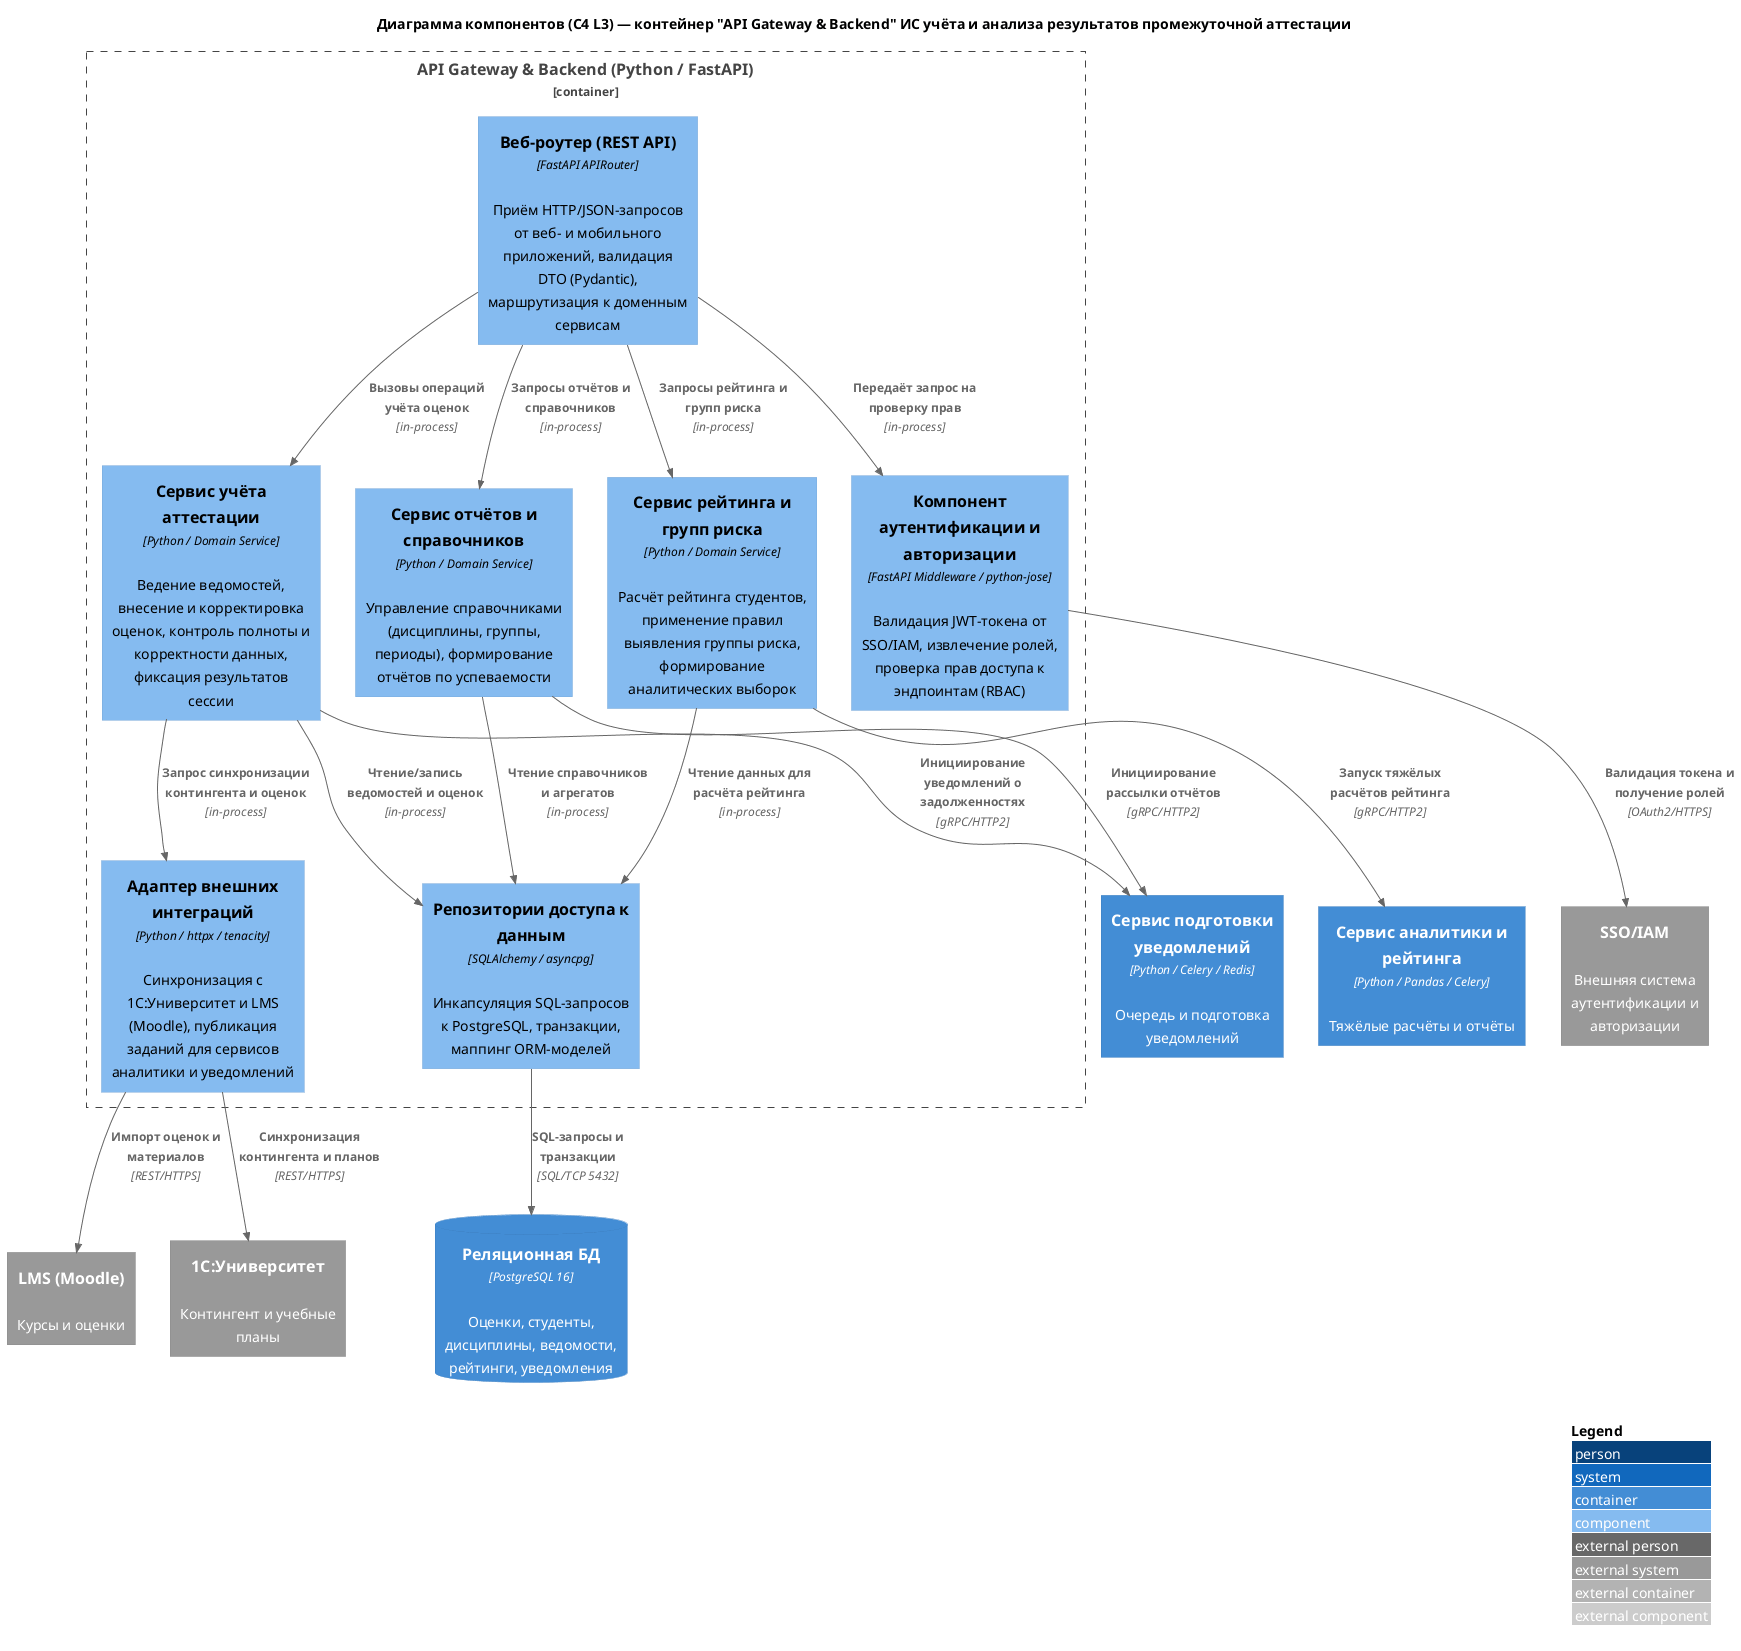 Диаграмма компонентов (C4 L3) — контейнер "API Gateway & Backend" ИС учёта и анализа результатов промежуточной аттестации
API Gateway & Backend (Python / FastAPI)
[container]
Веб-роутер (REST API)
[FastAPI APIRouter]
Приём HTTP/JSON-запросов
от веб- и мобильного
приложений, валидация
DTO (Pydantic),
маршрутизация к доменным
сервисам
Вызовы операций
учёта оценок
[in-process]
Запросы отчётов и
справочников
[in-process]
Запросы рейтинга и
групп риска
[in-process]
Передаёт запрос на
проверку прав
[in-process]
Сервис учёта
аттестации
[Python / Domain Service]
Ведение ведомостей,
внесение и корректировка
оценок, контроль полноты и
корректности данных,
фиксация результатов
сессии
Сервис отчётов и
справочников
[Python / Domain Service]
Управление справочниками
(дисциплины, группы,
периоды), формирование
отчётов по успеваемости
Сервис рейтинга и
групп риска
[Python / Domain Service]
Расчёт рейтинга студентов,
применение правил
выявления группы риска,
формирование
аналитических выборок
Компонент
аутентификации и
авторизации
[FastAPI Middleware / python-jose]
Валидация JWT-токена от
SSO/IAM, извлечение ролей,
проверка прав доступа к
эндпоинтам (RBAC)
Запрос синхронизации
контингента и оценок
[in-process]
Чтение/запись
ведомостей и оценок
[in-process]
Чтение справочников
и агрегатов
[in-process]
Чтение данных для
расчёта рейтинга
[in-process]
Инициирование
уведомлений о
задолженностях
[gRPC/HTTP2]
Инициирование
рассылки отчётов
[gRPC/HTTP2]
Запуск тяжёлых
расчётов рейтинга
[gRPC/HTTP2]
Валидация токена и
получение ролей
[OAuth2/HTTPS]
Адаптер внешних
интеграций
[Python / httpx / tenacity]
Синхронизация с
1С:Университет и LMS
(Moodle), публикация
заданий для сервисов
аналитики и уведомлений
Репозитории доступа к
данным
[SQLAlchemy / asyncpg]
Инкапсуляция SQL-запросов
к PostgreSQL, транзакции,
маппинг ORM-моделей
Сервис подготовки
уведомлений
[Python / Celery / Redis]
Очередь и подготовка
уведомлений
Сервис аналитики и
рейтинга
[Python / Pandas / Celery]
Тяжёлые расчёты и отчёты
SSO/IAM
Внешняя система
аутентификации и
авторизации
Импорт оценок и
материалов
[REST/HTTPS]
Синхронизация
контингента и планов
[REST/HTTPS]
SQL-запросы и
транзакции
[SQL/TCP 5432]
LMS (Moodle)
Курсы и оценки
1С:Университет
Контингент и учебные
планы
Реляционная БД
[PostgreSQL 16]
Оценки, студенты,
дисциплины, ведомости,
рейтинги, уведомления
Legend
person
system
container
component
external person
external system
external container
external component